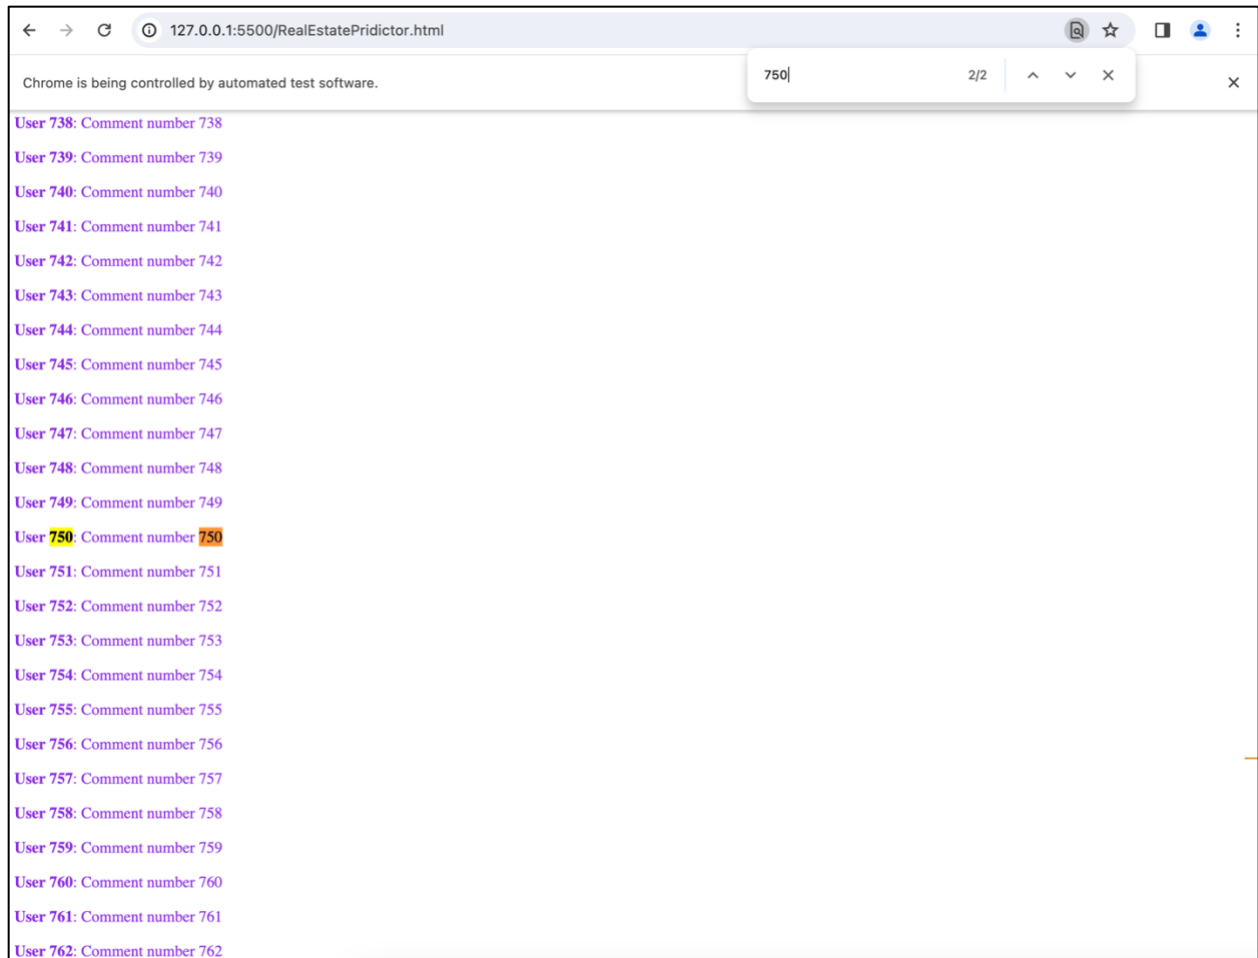 127.0.0.1:5500/RealEstatePridictor.html
750 2/2
Chrome is being controlled by automated test software.
User 738: Comment number 738
User 739: Comment number 739
User 740: Comment number 740
User 741: Comment number 741
User 742: Comment number 742
User 743: Comment number 743
User 744: Comment number 744
User 745: Comment number 745
User 746: Comment number 746
User 747: Comment number 747
User 748: Comment number 748
User 749: Comment number 749
User 750: Comment number 750
User 751: Comment number 751
User 752: Comment number 752
User 753: Comment number 753
User 754: Comment number 754
User 755: Comment number 755
User 756: Comment number 756
User 757: Comment number 757
User 758: Comment number 758
User 759: Comment number 759
User 760: Comment number 760
User 761: Comment number 761
User 762: Comment number 762